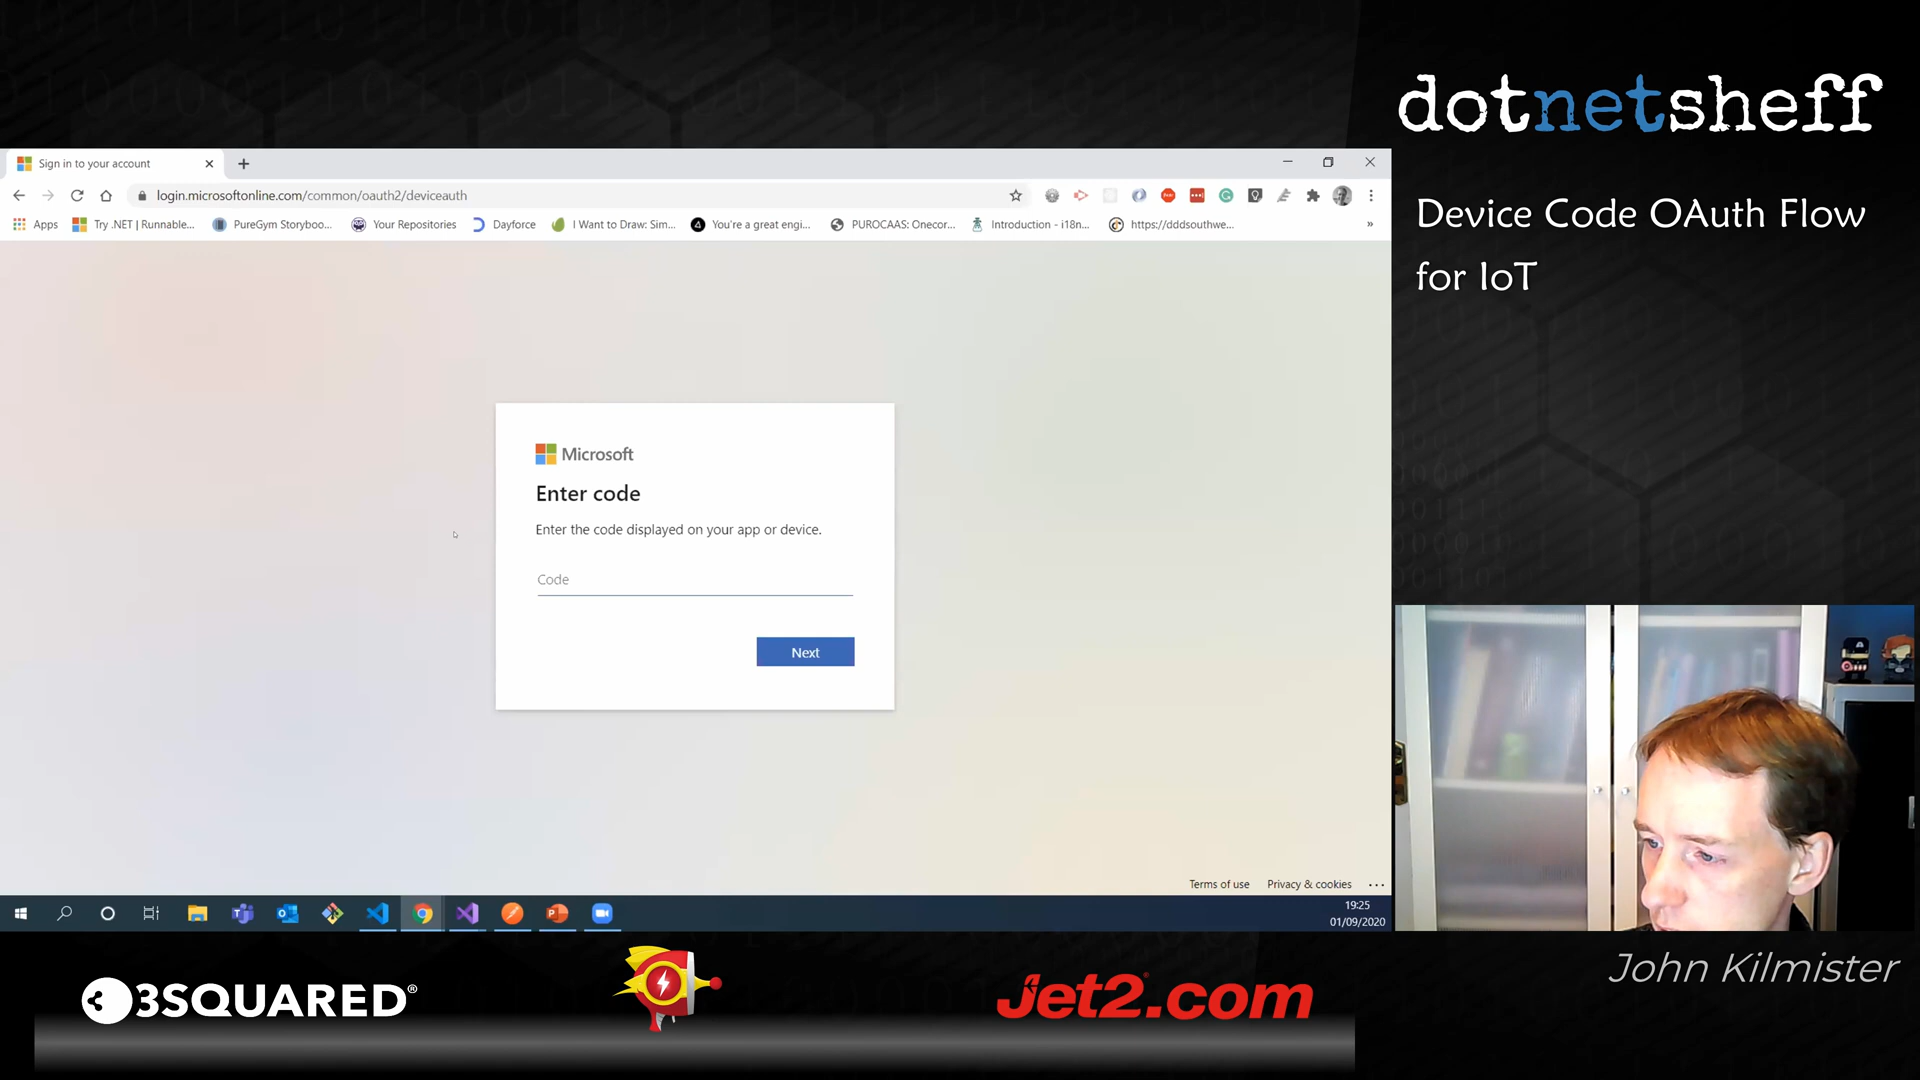 dotnetsheff
Device Code OAuth Flow
for IoT
Sign in to your account
login.microsoftonline.com/common/oauth2/deviceauth
Apps
Try .NET | Runnable...
PureGym Storyboo...
Your Repositories
Dayforce
I Want to Draw: Sim...
You're a great engi...
PUROCAAS: Onecor...
Introduction - i18n...
https://dddsouthwe...
»
Microsoft
Enter code
Enter the code displayed on your app or device.
Code
Next
Terms of use
Privacy & cookies
...
19:25
01/09/2020
John Kilmister
3SQUARED®
Jet2.com